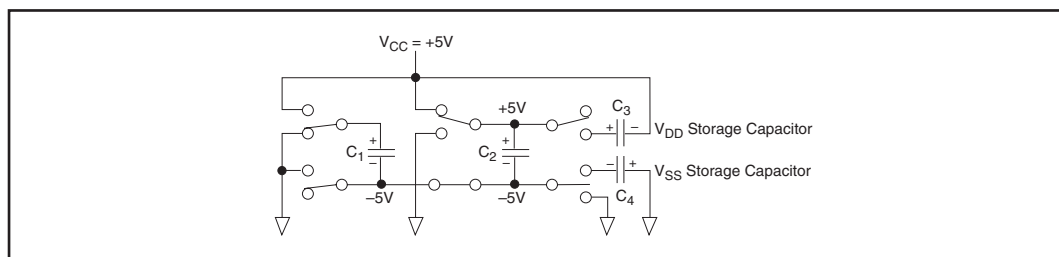 V_CC = +5V
+5V
C_3
+ –
V_DD Storage Capacitor
+
C_1
–
+
C_2
–
– +
V_SS Storage Capacitor
C_4
–5V
–5V